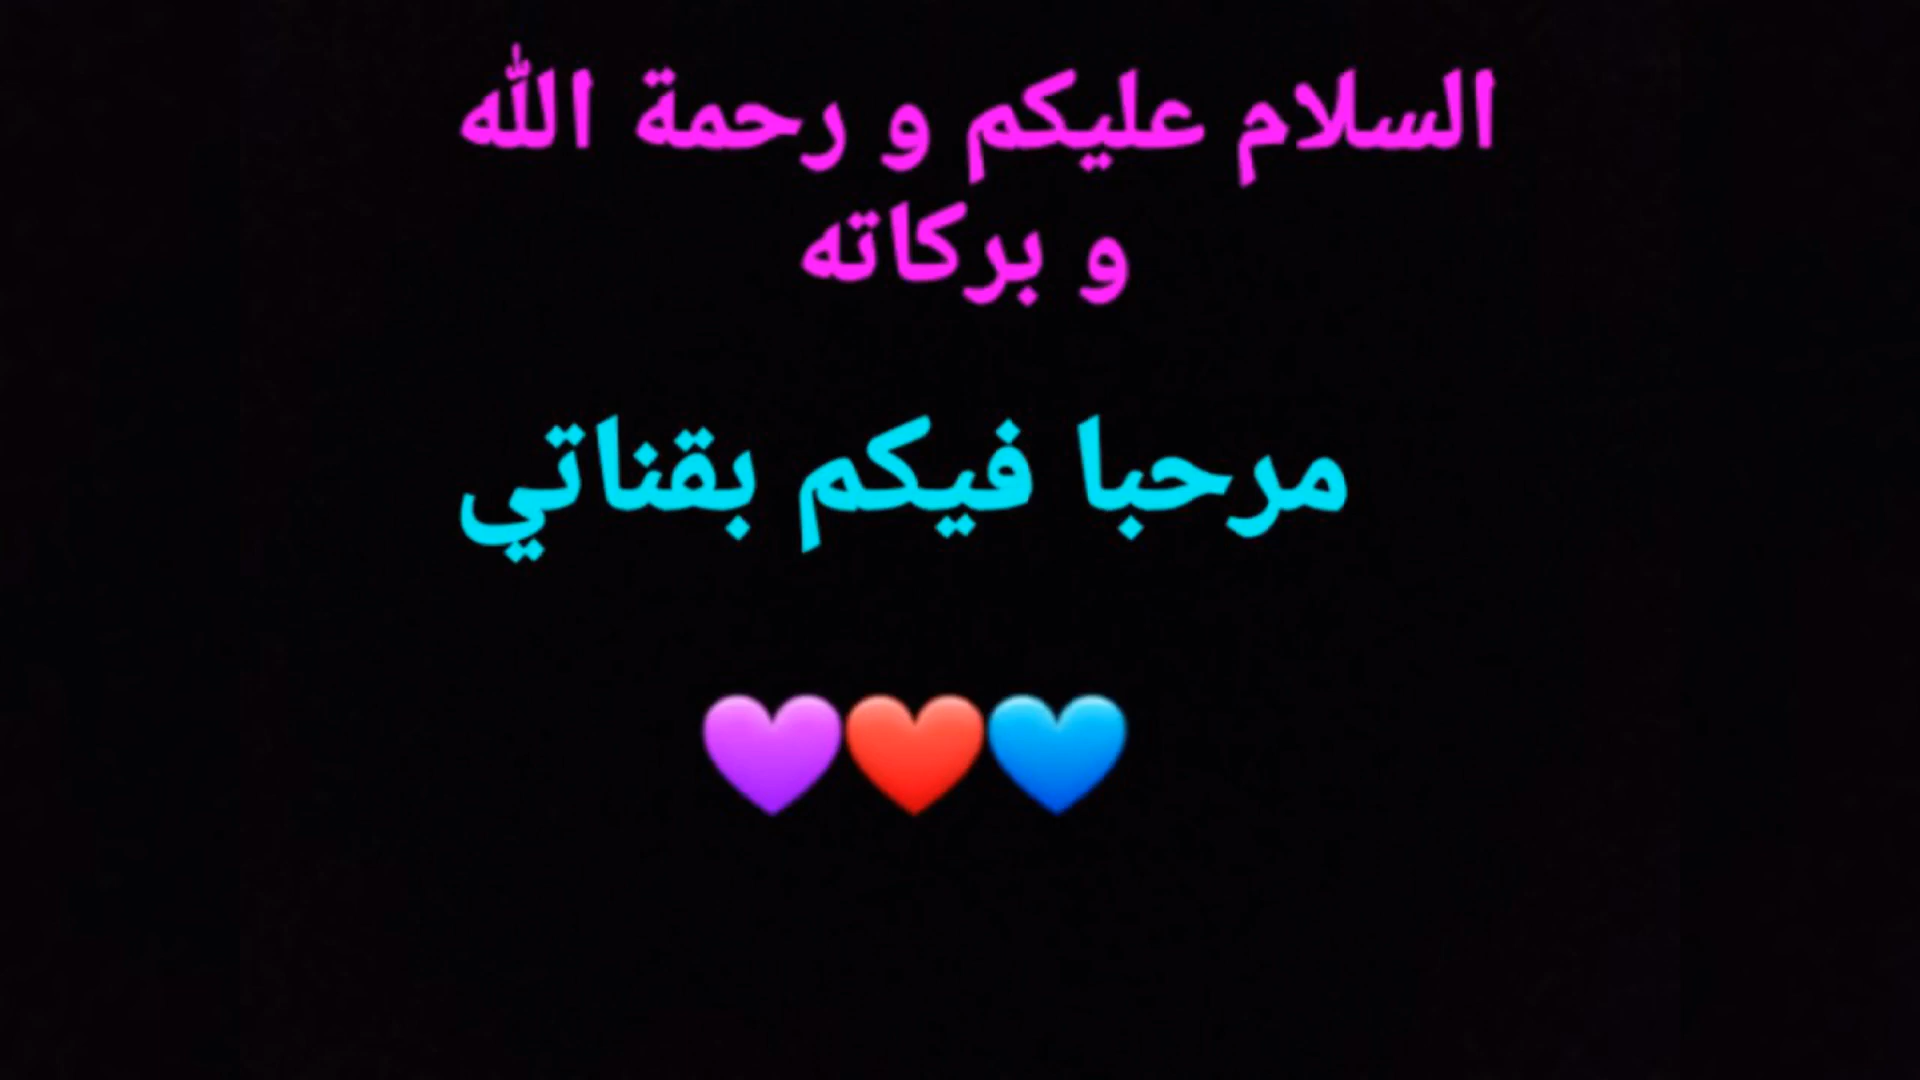 السلام عليكم و رحمة الله
و بركاته
مرحبا فيكم بقناتي
💜❤️💙